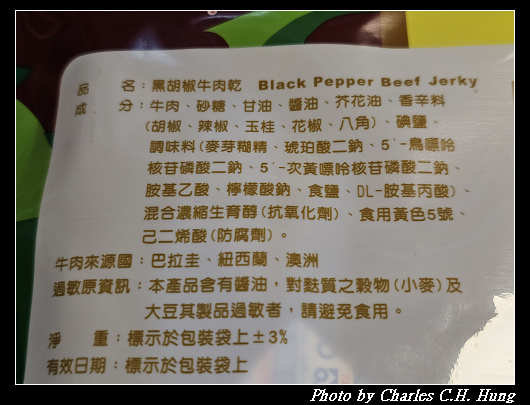 品　　名：黑胡椒牛肉乾　Black Pepper Beef Jerky
成　　分：牛肉、砂糖、甘油、醬油、芥花油、香辛料
(胡椒、辣椒、玉桂、花椒、八角)、碘鹽、
調味料(麥芽糊精、琥珀酸二鈉、5'-鳥嘌呤
核苷磷酸二鈉、5'-次黃嘌呤核苷磷酸二鈉、
胺基乙酸、檸檬酸鈉、食鹽、DL-胺基丙酸)、
混合濃縮生育醇(抗氧化劑)、食用黃色5號、
己二烯酸(防腐劑)。
牛肉來源國：巴拉圭、紐西蘭、澳洲
過敏原資訊：本產品含有醬油，對麩質之穀物(小麥)及
大豆其製品過敏者，請避免食用。
淨　　重：標示於包裝袋上±3%
有效日期：標示於包裝袋上
Photo by Charles C.H. Hung